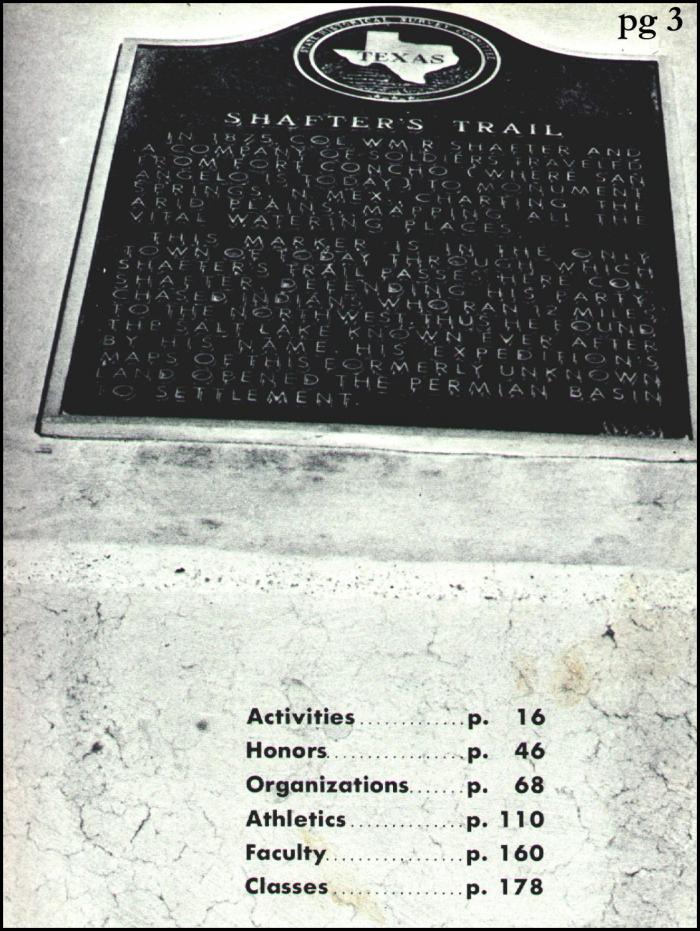 pg 3
STATE HISTORICAL SURVEY COMMITTEE
TEXAS
SHAFTER'S TRAIL
IN 1875, COL. WM. R. SHAFTER AND
A COMPANY OF SOLDIERS TRAVELED
FROM FORT CONCHO (WHERE SAN
ANGELO IS TODAY) TO MONUMENT
SPRINGS, N. MEX., CHARTING THE
ARID PLAINS, MAPPING ALL THE
VITAL WATERING PLACES.
THIS MARKER IS IN THE ONLY
TOWN OF TODAY THROUGH WHICH
SHAFTER'S TRAIL PASSES. HERE COL.
SHAFTER, DEFENDING HIS PARTY,
CHASED INDIANS WHO RAN 12 MILES
TO THE NORTHWEST. THUS HE FOUND
THE SALT LAKE KNOWN EVER AFTER
BY HIS NAME. HIS EXPEDITION'S
MAPS OF THIS FORMERLY UNKNOWN
LAND OPENED THE PERMIAN BASIN
TO SETTLEMENT.
Activities.............p. 16
Honors.................p. 46
Organizations......p. 68
Athletics..............p. 110
Faculty.................p. 160
Classes................p. 178